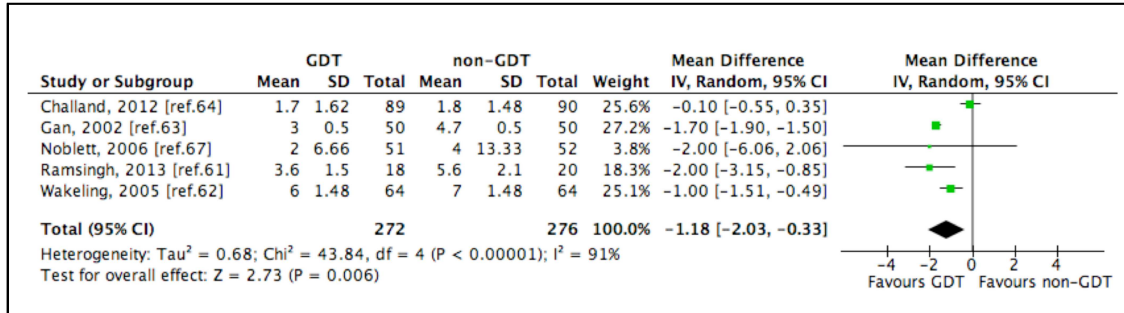 GDT non-GDT Mean Difference Mean Difference
Study or Subgroup Mean SD Total Mean SD Total Weight IV, Random, 95% CI IV, Random, 95% CI
Challand, 2012 [ref.64] 1.7 1.62 89 1.8 1.48 90 25.6% -0.10 [-0.55, 0.35]
Gan, 2002 [ref.63] 3 0.5 50 4.7 0.5 50 27.2% -1.70 [-1.90, -1.50]
Noblett, 2006 [ref.67] 2 6.66 51 4 13.33 52 3.8% -2.00 [-6.06, 2.06]
Ramsingh, 2013 [ref.61] 3.6 1.5 18 5.6 2.1 20 18.3% -2.00 [-3.15, -0.85]
Wakeling, 2005 [ref.62] 6 1.48 64 7 1.48 64 25.1% -1.00 [-1.51, -0.49]
Total (95% CI) 272 276 100.0% -1.18 [-2.03, -0.33]
Heterogeneity: Tau² = 0.68; Chi² = 43.84, df = 4 (P < 0.00001); I² = 91%
Test for overall effect: Z = 2.73 (P = 0.006)
-4 -2 0 2 4
Favours GDT Favours non-GDT